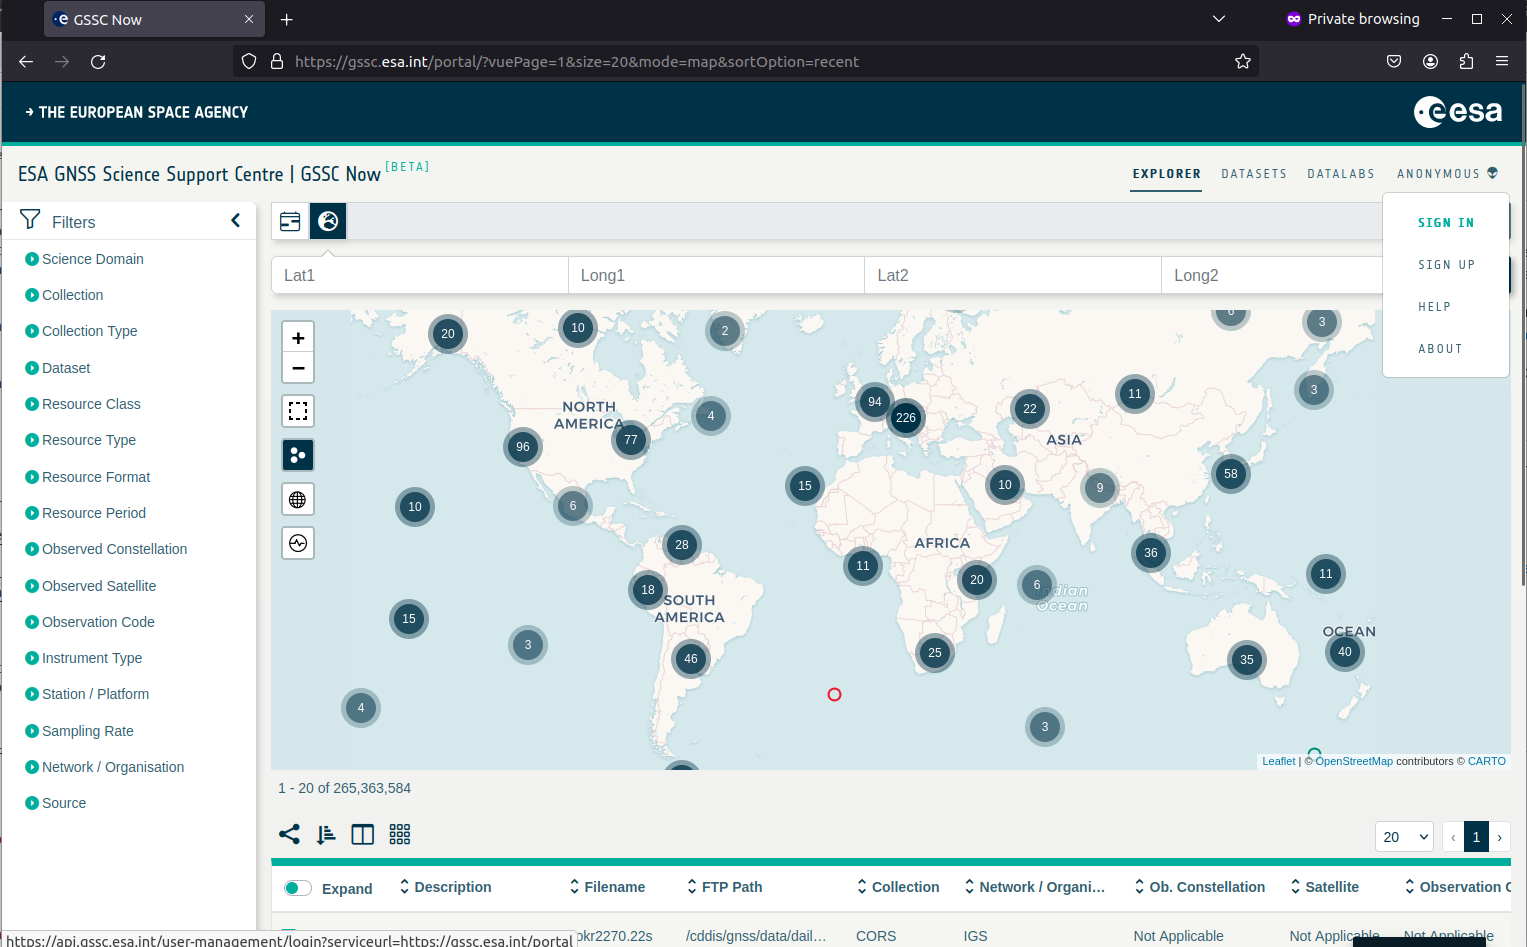 GSSC Now
Private browsing
https://gssc.esa.int/portal/?vuePage=1&size=20&mode=map&sortOption=recent
THE EUROPEAN SPACE AGENCY
esa
ESA GNSS Science Support Centre | GSSC Now [BETA]
EXPLORER DATASETS DATALABS ANONYMOUS
SIGN IN
SIGN UP
HELP
ABOUT
Filters
Science Domain
Collection
Collection Type
Dataset
Resource Class
Resource Type
Resource Format
Resource Period
Observed Constellation
Observed Satellite
Observation Code
Instrument Type
Station / Platform
Sampling Rate
Network / Organisation
Source
Lat1 Long1 Lat2 Long2
+
−
20 10 2 6 3
94 226 22 11 3
NORTH
AMERICA
4
96 77
ASIA
15 10 9 58
10 6
28
AFRICA
11 20 6 36 11
Indian
Ocean
18
SOUTH
AMERICA
15 3
46 25 35 40
OCEAN
4 3
Leaflet | © OpenStreetMap contributors © CARTO
1 - 20 of 265,363,584
20 ‹ 1 ›
Expand Description Filename FTP Path Collection Network / Organi... Ob. Constellation Satellite Observation C
okr2270.22s /cddis/gnss/data/dail... CORS IGS Not Applicable Not Applicable Not Applicable
https://api.gssc.esa.int/user-management/login?serviceurl=https://gssc.esa.int/portal